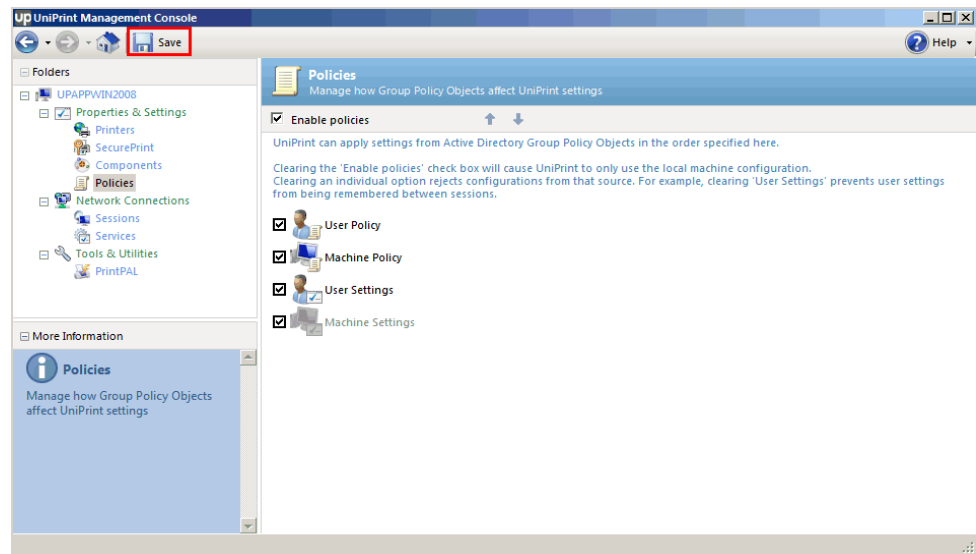 up UniPrint Management Console
Save
Help
Folders
UPAPPWIN2008
Properties & Settings
Printers
SecurePrint
Components
Policies
Network Connections
Sessions
Services
Tools & Utilities
PrintPAL
More Information
Policies
Manage how Group Policy Objects
affect UniPrint settings
Policies
Manage how Group Policy Objects affect UniPrint settings
Enable policies
UniPrint can apply settings from Active Directory Group Policy Objects in the order specified here.
Clearing the 'Enable policies' check box will cause UniPrint to only use the local machine configuration.
Clearing an individual option rejects configurations from that source. For example, clearing 'User Settings' prevents user settings
from being remembered between sessions.
User Policy
Machine Policy
User Settings
Machine Settings